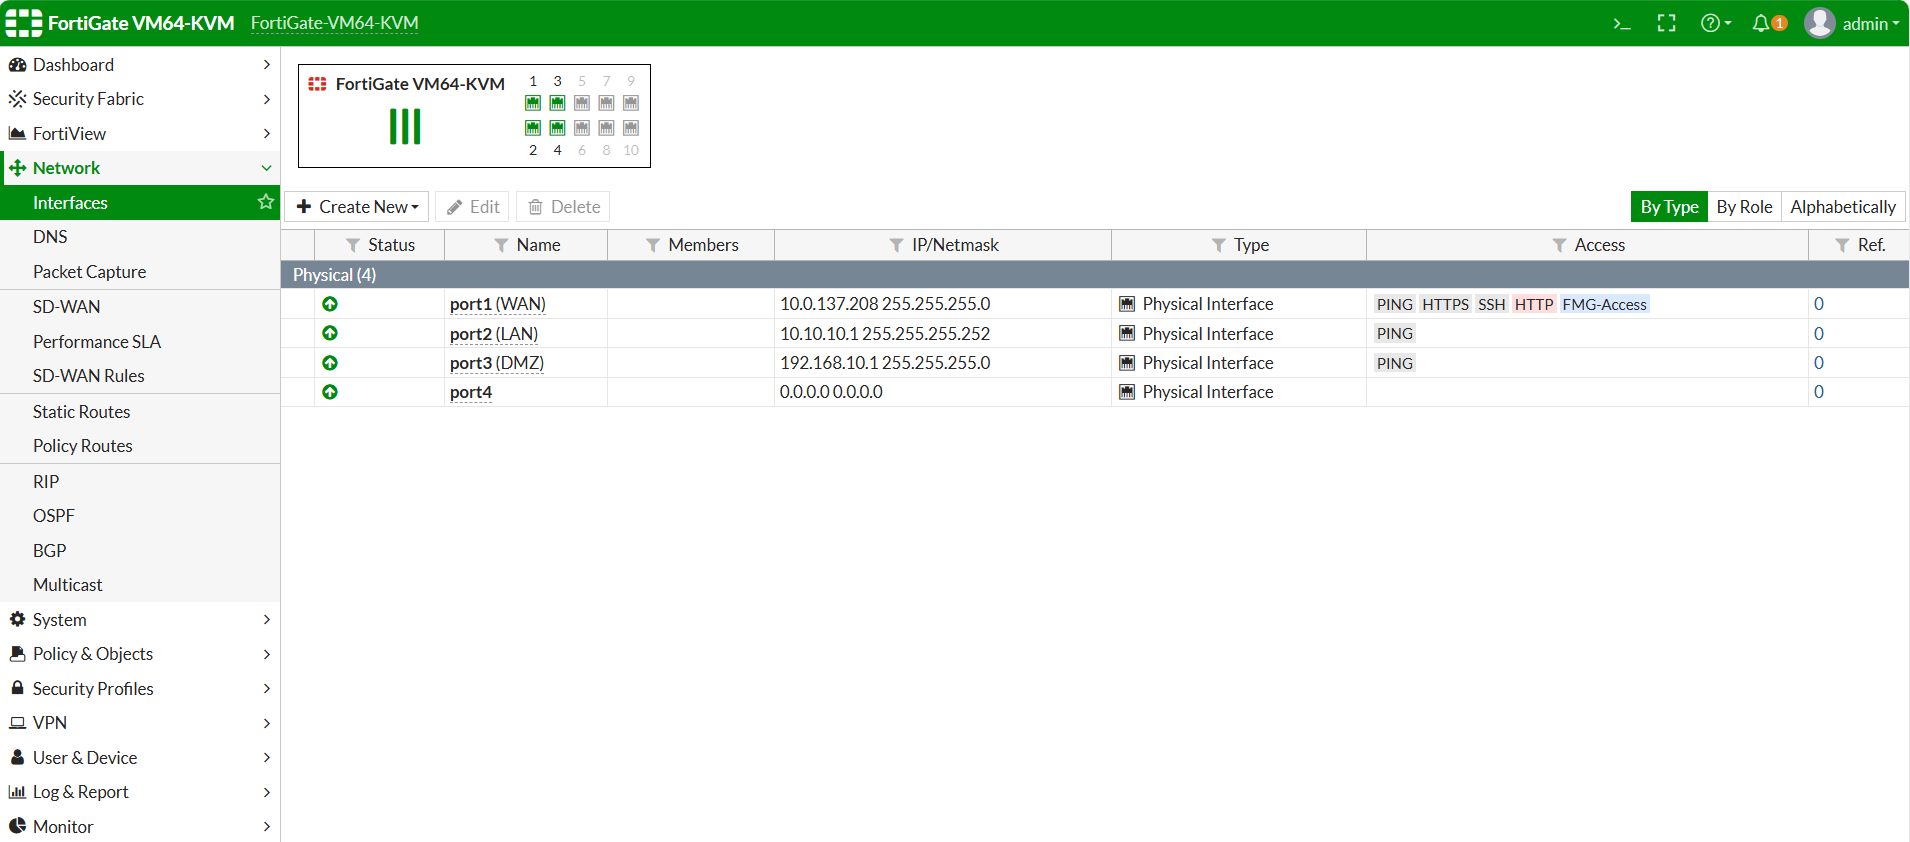 FortiGate VM64-KVM FortiGate-VM64-KVM >_ ? 1 admin
Dashboard
Security Fabric
FortiView
Network
Interfaces
DNS
Packet Capture
SD-WAN
Performance SLA
SD-WAN Rules
Static Routes
Policy Routes
RIP
OSPF
BGP
Multicast
System
Policy & Objects
Security Profiles
VPN
User & Device
Log & Report
Monitor
FortiGate VM64-KVM
1 3 5 7 9
2 4 6 8 10
Create New Edit Delete By Type By Role Alphabetically
Status Name Members IP/Netmask Type Access Ref.
Physical (4)
port1 (WAN) 10.0.137.208 255.255.255.0 Physical Interface PING HTTPS SSH HTTP FMG-Access 0
port2 (LAN) 10.10.10.1 255.255.255.252 Physical Interface PING 0
port3 (DMZ) 192.168.10.1 255.255.255.0 Physical Interface PING 0
port4 0.0.0.0 0.0.0.0 Physical Interface 0